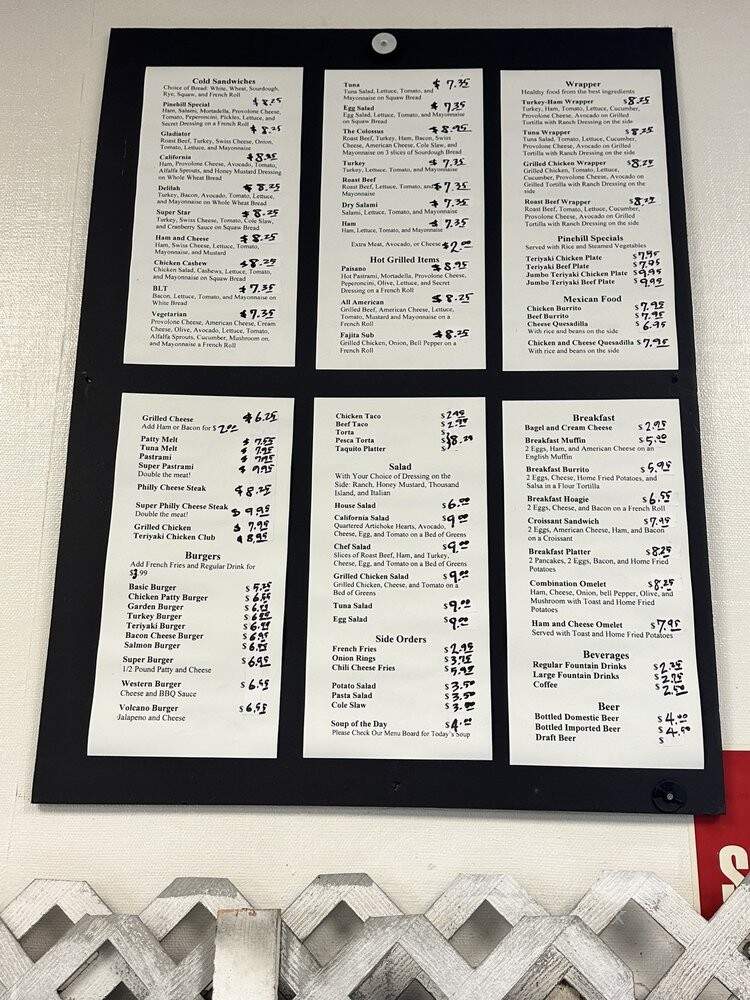 Cold Sandwiches
Choice of Bread: White, Wheat, Sourdough,
Rye, Squaw, and French Roll
Pinehill Special $ 8.25
Ham, Salami, Mortadella, Provolone Cheese,
Tomato, Peperoncini, Pickles, Lettuce, and
Secret Dressing on a French Roll
Gladiator $ 8.25
Roast Beef, Turkey, Swiss Cheese, Onion,
Tomato, Lettuce, and Mayonnaise
California $ 8.25
Ham, Provolone Cheese, Avocado, Tomato,
Alfalfa Sprouts, and Honey Mustard Dressing
on Whole Wheat Bread
Delilah $ 8.25
Turkey, Bacon, Avocado, Tomato, Lettuce,
and Mayonnaise on Whole Wheat Bread
Super Star $ 8.25
Turkey, Swiss Cheese, Tomato, Cole Slaw,
and Cranberry Sauce on Squaw Bread
Ham and Cheese $ 8.25
Ham, Swiss Cheese, Lettuce, Tomato,
Mayonnaise, and Mustard
Chicken Cashew $ 8.25
Chicken Salad, Cashews, Lettuce, Tomato,
and Mayonnaise on Squaw Bread
BLT $ 7.35
Bacon, Lettuce, Tomato, and Mayonnaise on
White Bread
Vegetarian $ 7.35
Provolone Cheese, American Cheese, Cream
Cheese, Olive, Avocado, Lettuce, Tomato,
Alfalfa Sprouts, Cucumber, Mushroom on,
and Mayonnaise a French Roll
Tuna $ 7.35
Tuna Salad, Lettuce, Tomato, and
Mayonnaise on Squaw Bread
Egg Salad $ 7.35
Egg Salad, Lettuce, Tomato, and Mayonnaise
on Squaw Bread
The Colossus $ 8.95
Roast Beef, Turkey, Ham, Bacon, Swiss
Cheese, American Cheese, Cole Slaw, and
Mayonnaise on 3 slices of Sourdough Bread
Turkey $ 7.35
Turkey, Lettuce, Tomato, and Mayonnaise
Roast Beef
Roast Beef, Lettuce, Tomato, and $ 7.35
Mayonnaise
Dry Salami $ 7.35
Salami, Lettuce, Tomato, and Mayonnaise
Ham $ 7.35
Ham, Lettuce, Tomato, and Mayonnaise
Extra Meat, Avocado, or Cheese $ 2.00
Hot Grilled Items
Paisano $ 8.95
Hot Pastrami, Mortadella, Provolone Cheese,
Peperoncini, Olive, Lettuce, and Secret
Dressing on a French Roll
All American $ 8.25
Grilled Beef, American Cheese, Lettuce,
Tomato, Mustard and Mayonnaise on a
French Roll
Fajita Sub $ 8.25
Grilled Chicken, Onion, Bell Pepper on a
French Roll
Wrapper
Healthy food from the best ingredients
Turkey-Ham Wrapper $ 8.25
Turkey, Ham, Tomato, Lettuce, Cucumber,
Provolone Cheese, Avocado on Grilled
Tortilla with Ranch Dressing on the side
Tuna Wrapper $ 8.25
Tuna Salad, Tomato, Lettuce, Cucumber,
Provolone Cheese, Avocado on Grilled
Tortilla with Ranch Dressing on the side
Grilled Chicken Wrapper $ 8.25
Grilled Chicken, Tomato, Lettuce,
Cucumber, Provolone Cheese, Avocado on
Grilled Tortilla with Ranch Dressing on the
side
Roast Beef Wrapper $ 8.25
Roast Beef, Tomato, Lettuce, Cucumber,
Provolone Cheese, Avocado on Grilled
Tortilla with Ranch Dressing on the side
Pinehill Specials
Served with Rice and Steamed Vegetables
Teriyaki Chicken Plate $ 7.95
Teriyaki Beef Plate $ 7.95
Jumbo Teriyaki Chicken Plate $ 9.95
Jumbo Teriyaki Beef Plate $ 9.95
Mexican Food
Chicken Burrito $ 7.95
Beef Burrito $ 7.95
Cheese Quesadilla $ 6.95
With rice and beans on the side
Chicken and Cheese Quesadilla $ 7.95
With rice and beans on the side
Grilled Cheese $ 6.25
Add Ham or Bacon for $ 2.00
Patty Melt $ 7.55
Tuna Melt $ 7.95
Pastrami $ 7.95
Super Pastrami $ 9.95
Double the meat!
Philly Cheese Steak $ 8.25
Super Philly Cheese Steak $ 9.95
Double the meat!
Grilled Chicken $ 7.95
Teriyaki Chicken Club $ 8.95
Burgers
Add French Fries and Regular Drink for
$3.99
Basic Burger $ 5.35
Chicken Patty Burger $ 6.55
Garden Burger $
Turkey Burger $
Teriyaki Burger $
Bacon Cheese Burger $ 6.95
Salmon Burger $
Super Burger $ 6.95
1/2 Pound Patty and Cheese
Western Burger $ 6.55
Cheese and BBQ Sauce
Volcano Burger $ 6.55
Jalapeno and Cheese
Chicken Taco $ 2.95
Beef Taco $ 2.95
Torta $
Pesca Torta $ 8.25
Taquito Platter $
Salad
With Your Choice of Dressing on the
Side: Ranch, Honey Mustard, Thousand
Island, and Italian
House Salad $ 6.00
California Salad $ 9.00
Quartered Artichoke Hearts, Avocado,
Cheese, Egg, and Tomato on a Bed of Greens
Chef Salad $ 9.00
Slices of Roast Beef, Ham, and Turkey,
Cheese, Egg, and Tomato on a Bed of Greens
Grilled Chicken Salad $ 9.00
Grilled Chicken, Cheese, and Tomato on a
Bed of Greens
Tuna Salad $ 9.00
Egg Salad $ 9.00
Side Orders
French Fries $ 2.95
Onion Rings $ 3.75
Chili Cheese Fries $ 5.95
Potato Salad $ 3.50
Pasta Salad $ 3.50
Cole Slaw $ 3.00
Soup of the Day $ 4.00
Please Check Our Menu Board for Today's Soup
Breakfast
Bagel and Cream Cheese $ 2.95
Breakfast Muffin $ 5.00
2 Eggs, Ham, and American Cheese on an
English Muffin
Breakfast Burrito $ 5.95
2 Eggs, Cheese, Home Fried Potatoes, and
Salsa in a Flour Tortilla
Breakfast Hoagie $ 6.55
2 Eggs, Cheese, and Bacon on a French Roll
Croissant Sandwich $ 7.95
2 Eggs, American Cheese, Ham, and Bacon
on a Croissant
Breakfast Platter $ 8.25
2 Pancakes, 2 Eggs, Bacon, and Home Fried
Potatoes
Combination Omelet $ 8.25
Ham, Cheese, Onion, bell Pepper, Olive, and
Mushroom with Toast and Home Fried
Potatoes
Ham and Cheese Omelet $ 7.95
Served with Toast and Home Fried Potatoes
Beverages
Regular Fountain Drinks $ 2.35
Large Fountain Drinks $ 2.75
Coffee $ 2.50
Beer
Bottled Domestic Beer $ 4.00
Bottled Imported Beer $ 4.50
Draft Beer $
S